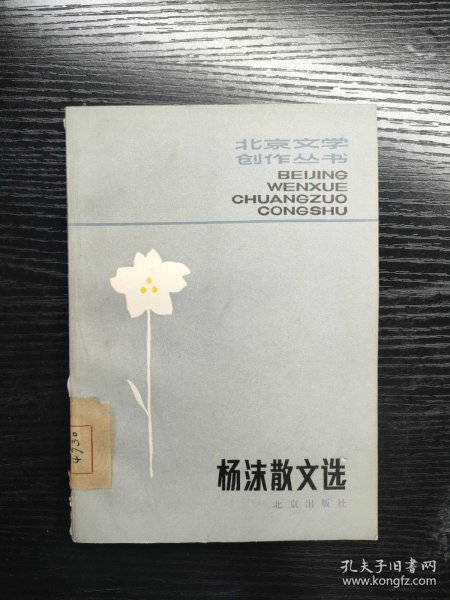 北京文学
创作丛书
BEIJING
WENXUE
CHUANGZUO
CONGSHU
4730
杨沫散文选
北京出版社
孔夫子旧书网
www.kongfz.com